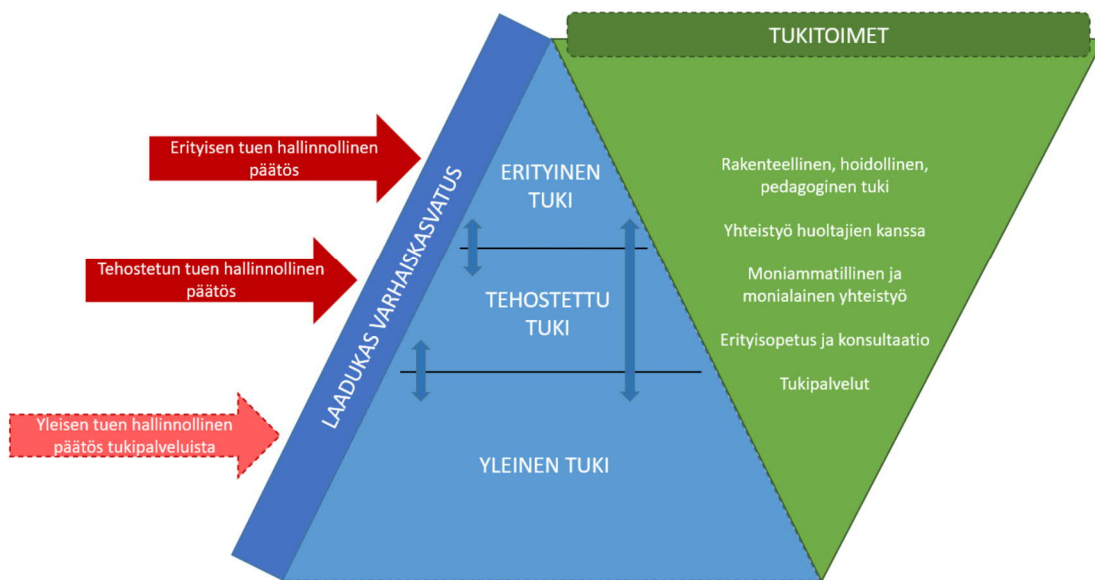 TUKITOIMET
Erityisen tuen hallinnollinen
päätös
Tehostetun tuen hallinnollinen
päätös
Yleisen tuen hallinnollinen
päätös tukipalveluista
LAADUKAS VARHAISKASVATUS
ERITYINEN
TUKI
TEHOSTETTU
TUKI
YLEINEN TUKI
Rakenteellinen, hoidollinen,
pedagoginen tuki
Yhteistyö huoltajien kanssa
Moniammatillinen ja
monialainen yhteistyö
Erityisopetus ja konsultaatio
Tukipalvelut